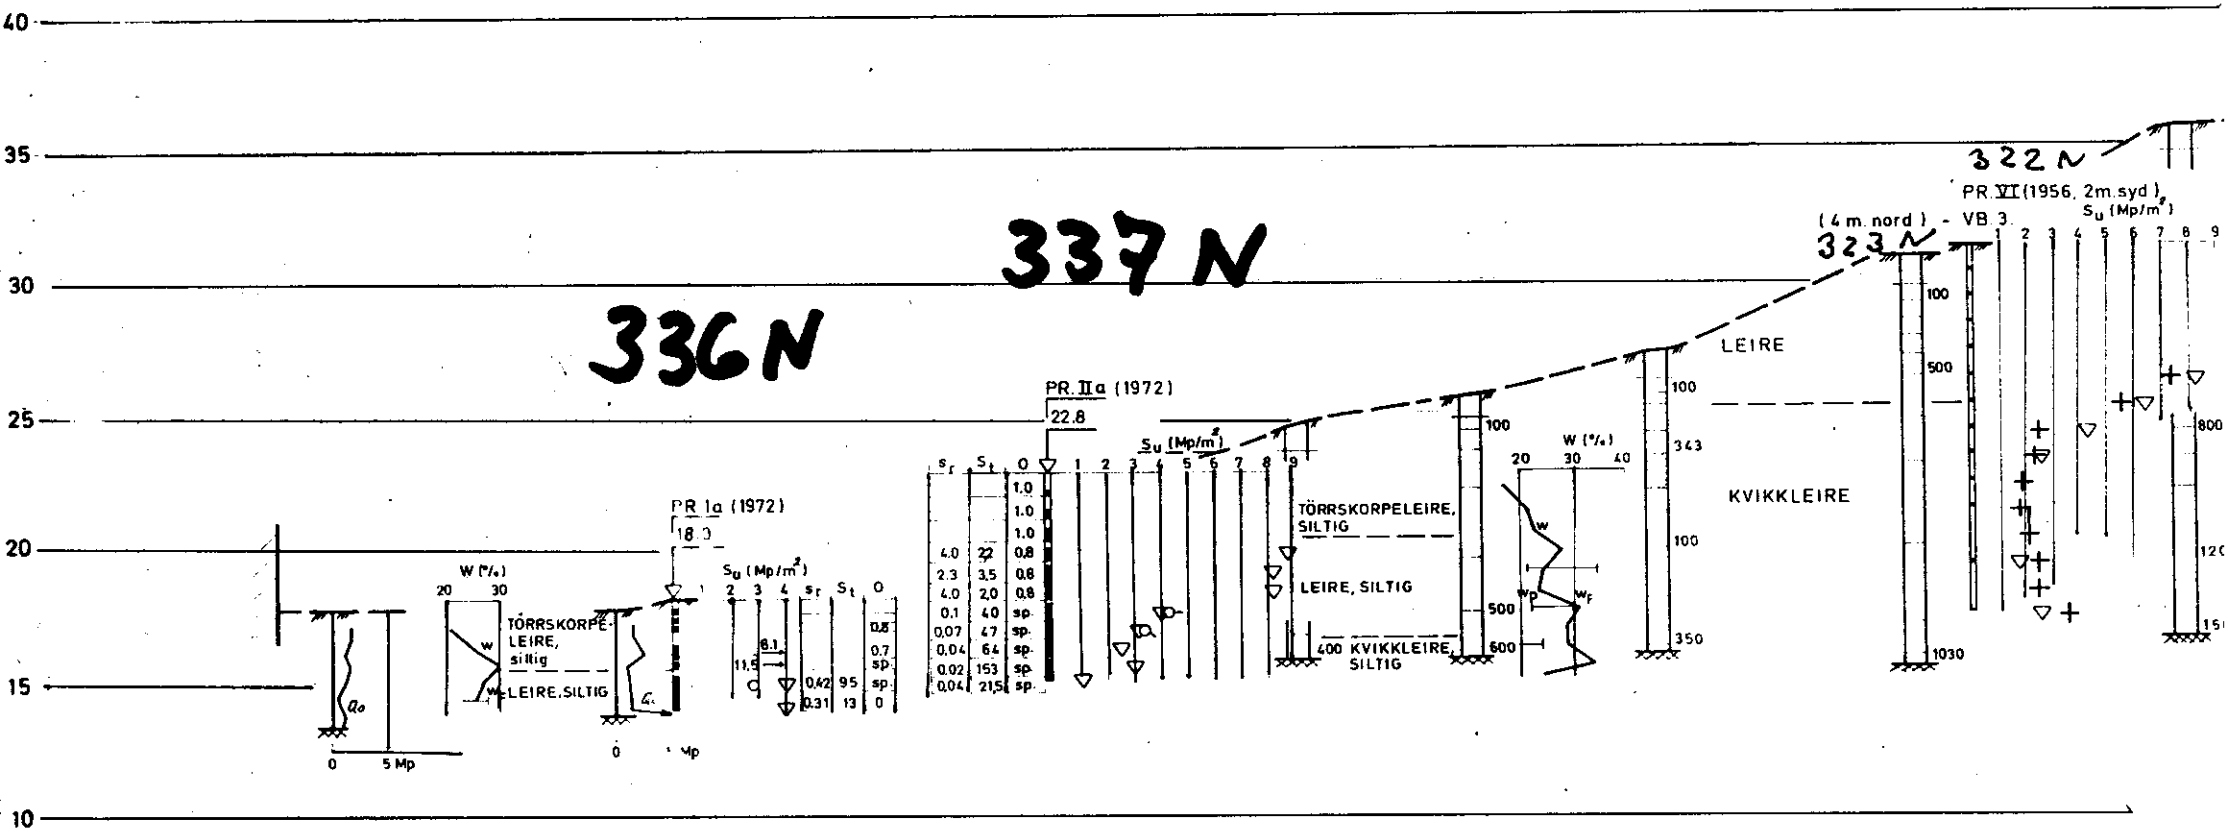 40
35
30
25
20
15
10
336 N
337 N
322 N
323 N
PR. VI (1956, 2m. syd)
(4 m. nord) - VB. 3.
Su (Mp/m²)
1 2 3 4 5 6 7 8 9
100
500
1030
800
LEIRE
KVIKKLEIRE
100
343
100
350
100
500
600
W (%)
20 30 40
W
Wp WF
PR. IIa (1972)
22.8
Su (Mp/m²)
sr St O 1 2 3 4 5 6 7 8 9
1.0
1.0
1.0
4.0 22 0,8
2.3 3,5 0,8
4.0 2,0 0,8
0.1 40 sp.
0,07 47 sp.
0,04 64 sp.
0.02 153 sp.
0,04 21,5 sp.
TÖRRSKORPELEIRE,
SILTIG
LEIRE, SILTIG
400 KVIKKLEIRE,
SILTIG
PR Ia (1972)
Su (Mp/m²)
2 3 4 sr St O
0,8
8.1 0.7
11,5 sp
0,42 95 sp
0.31 13 0
W (%)
20 30
W
TÖRRSKORPE-
LEIRE,
siltig
LEIRE, SILTIG
0 5 Mp
0 Mp